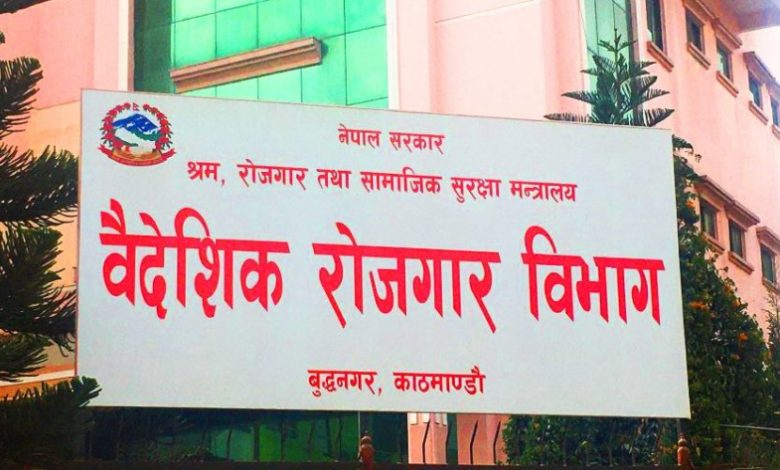 नेपाल सरकार
श्रम, रोजगार तथा सामाजिक सुरक्षा मन्त्रालय
वैदेशिक रोजगार विभाग
बुद्धनगर, काठमाण्डौ